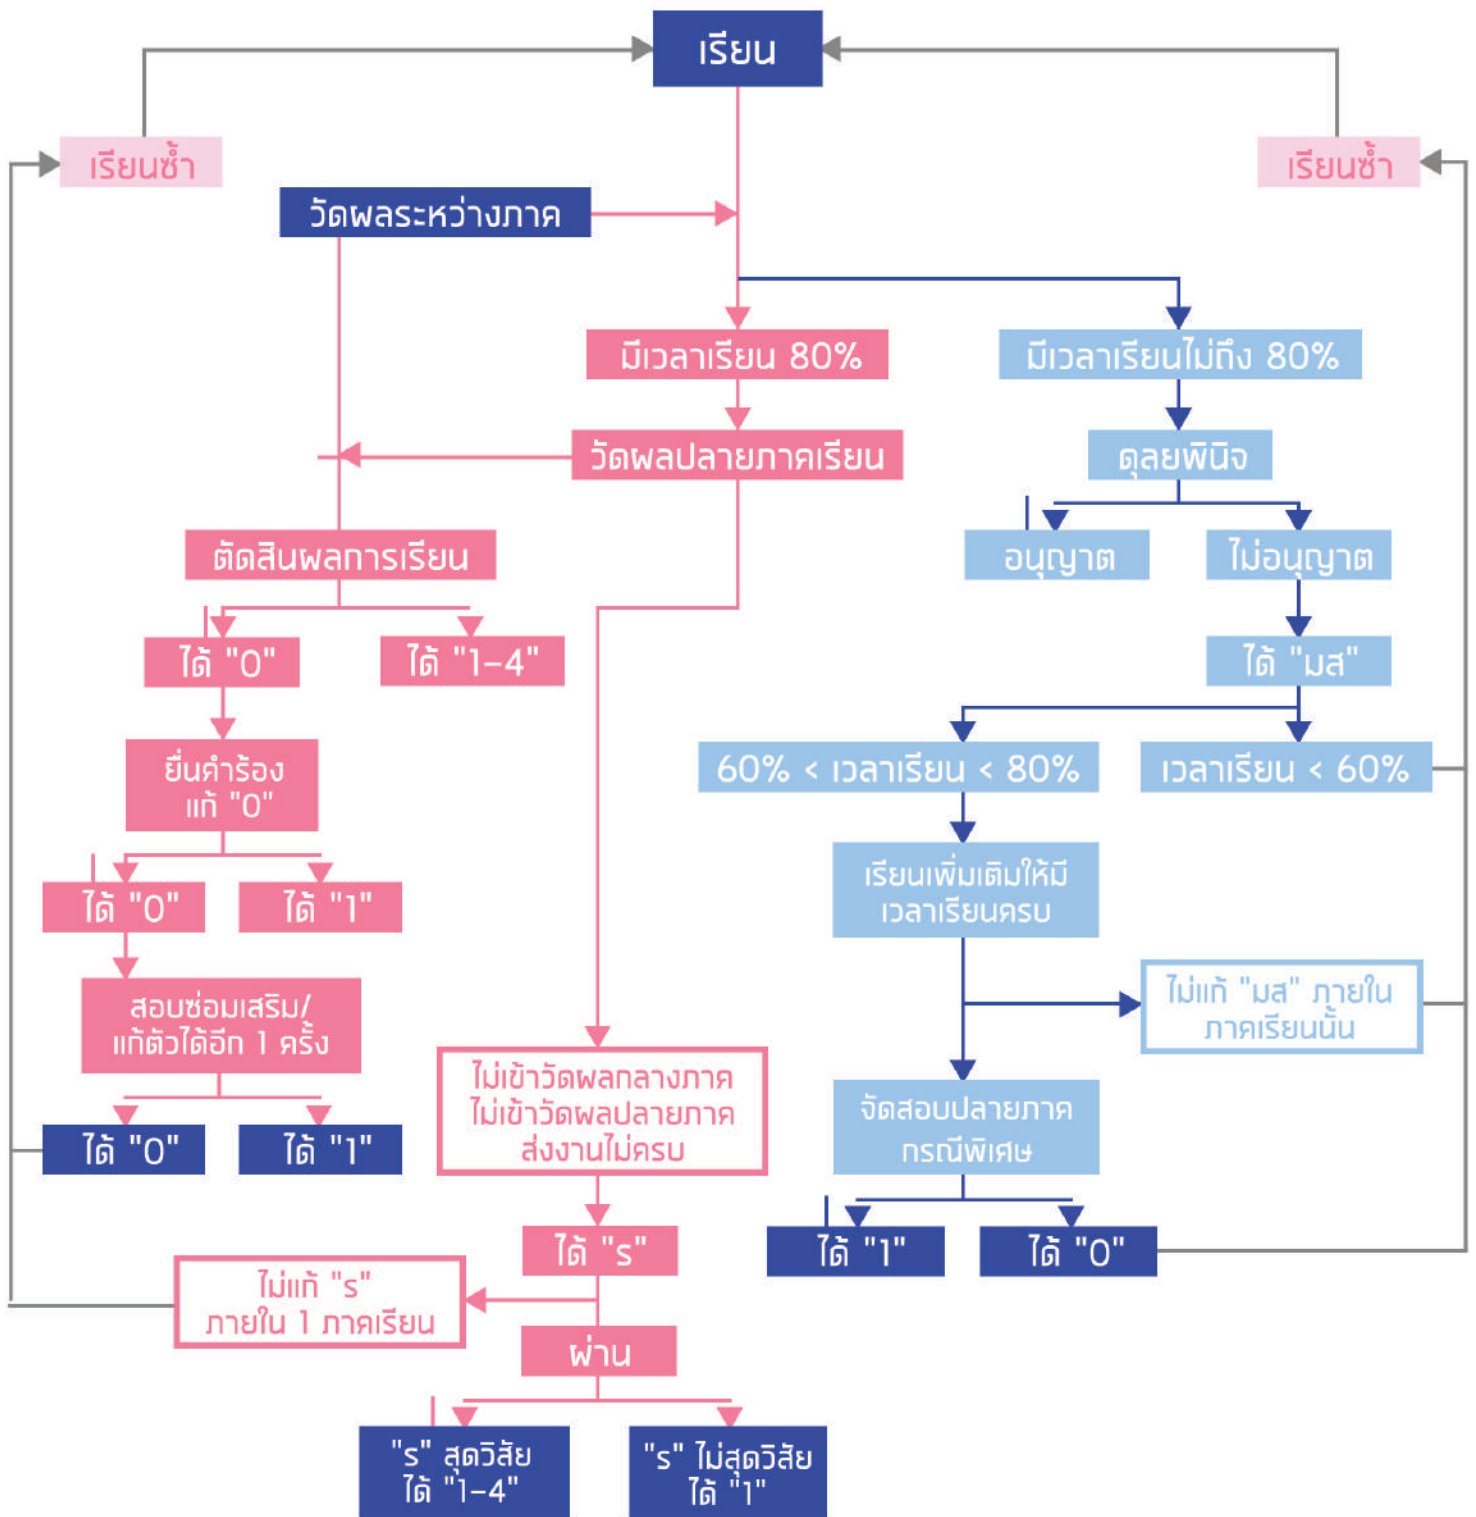 เรียน
เรียนซ้ำ
เรียนซ้ำ
วัดผลระหว่างภาค
มีเวลาเรียน 80%
มีเวลาเรียนไม่ถึง 80%
วัดผลปลายภาคเรียน
ดุลยพินิจ
ตัดสินผลการเรียน
อนุญาต
ไม่อนุญาต
ได้ "0"
ได้ "1-4"
ได้ "มส"
ยื่นคำร้อง
แก้ "0"
60% < เวลาเรียน < 80%
เวลาเรียน < 60%
ได้ "0"
ได้ "1"
เรียนเพิ่มเติมให้มี
เวลาเรียนครบ
สอบซ่อมเสริม/
แก้ตัวได้อีก 1 ครั้ง
ไม่แก้ "มส" ภายใน
ภาคเรียนนั้น
ไม่เข้าวัดผลกลางภาค
ไม่เข้าวัดผลปลายภาค
ส่งงานไม่ครบ
จัดสอบปลายภาค
กรณีพิเศษ
ได้ "0"
ได้ "1"
ได้ "ร"
ได้ "1"
ได้ "0"
ไม่แก้ "ร"
ภายใน 1 ภาคเรียน
ผ่าน
"ร" สุดวิสัย
ได้ "1-4"
"ร" ไม่สุดวิสัย
ได้ "1"